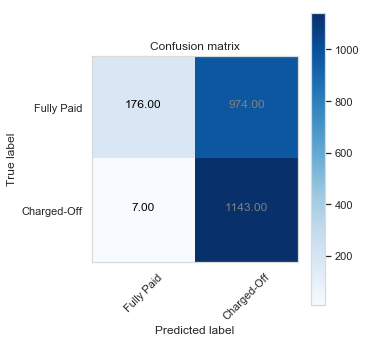 Confusion matrix
1000
800
600
400
200
True label
Fully Paid
176.00
974.00
Charged-Off
7.00
1143.00
Fully Paid
Charged-Off
Predicted label